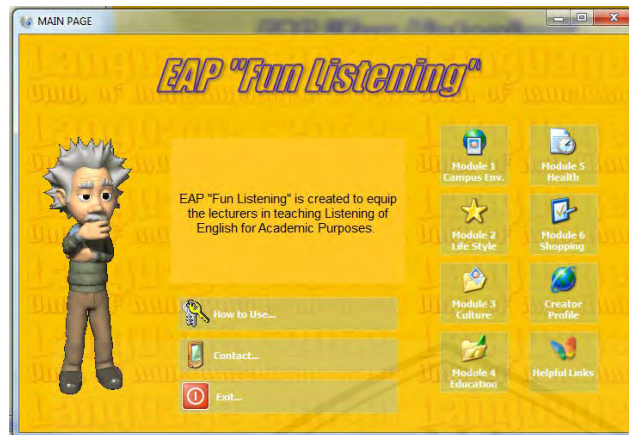 MAIN PAGE
EAP "Fun Listening"
EAP "Fun Listening" is created to equip
the lecturers in teaching Listening of
English for Academic Purposes.
How to Use...
Contact...
Exit...
Module 1
Campus Env.
Module 5
Health
Module 2
Life Style
Module 6
Shopping
Module 3
Culture
Creator
Profile
Module 4
Education
Helpful Links